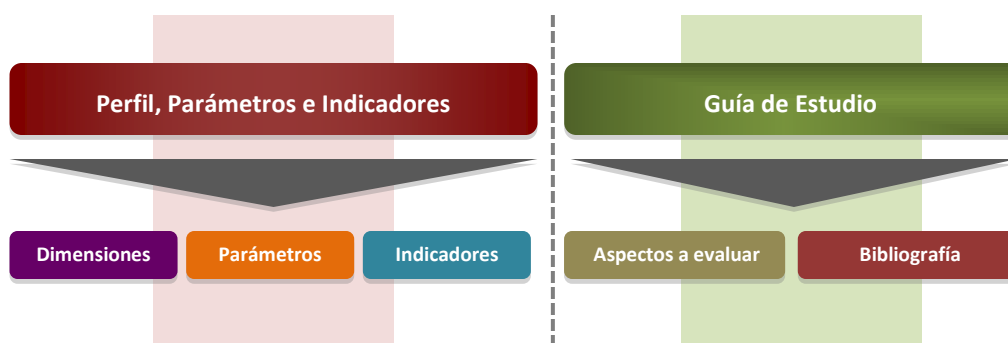 Perfil, Parámetros e Indicadores
Guía de Estudio
Dimensiones
Parámetros
Indicadores
Aspectos a evaluar
Bibliografía